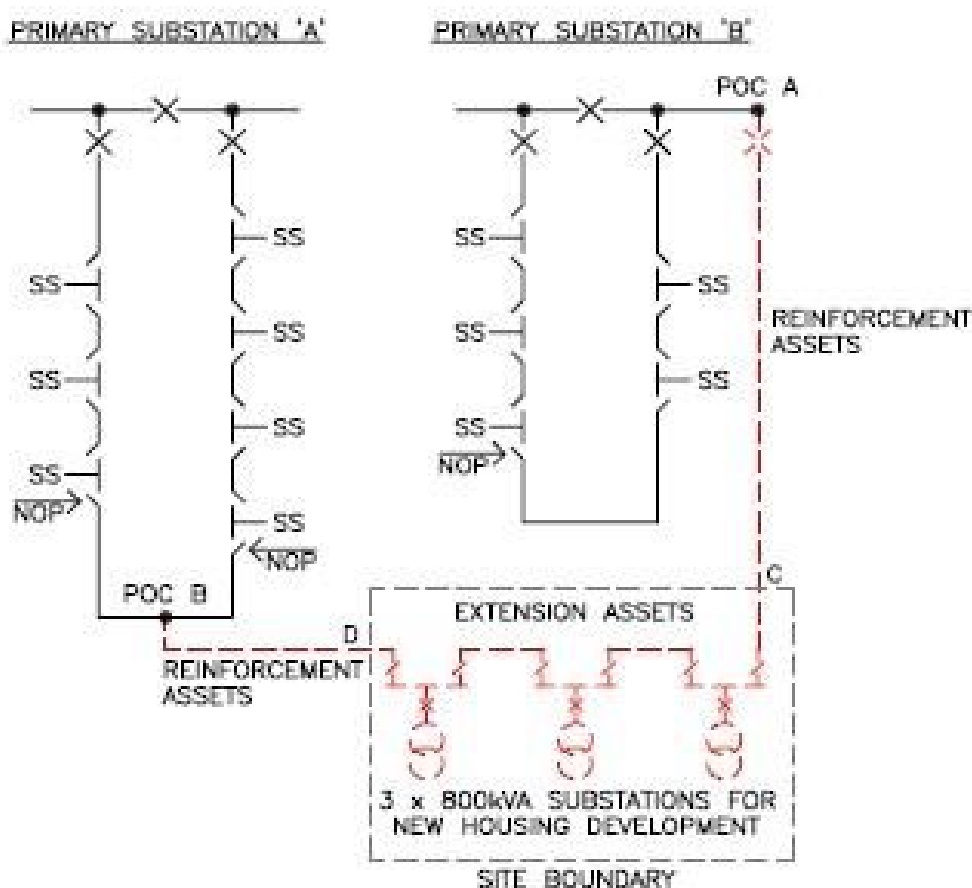 PRIMARY SUBSTATION 'A'
PRIMARY SUBSTATION 'B'
POC A
SS
SS
SS
SS
SS
SS
SS
NOP
NOP
SS
SS
SS
SS
SS
NOP
REINFORCEMENT
ASSETS
POC B
C
D
EXTENSION ASSETS
REINFORCEMENT
ASSETS
3 x 800kVA SUBSTATIONS FOR
NEW HOUSING DEVELOPMENT
SITE BOUNDARY